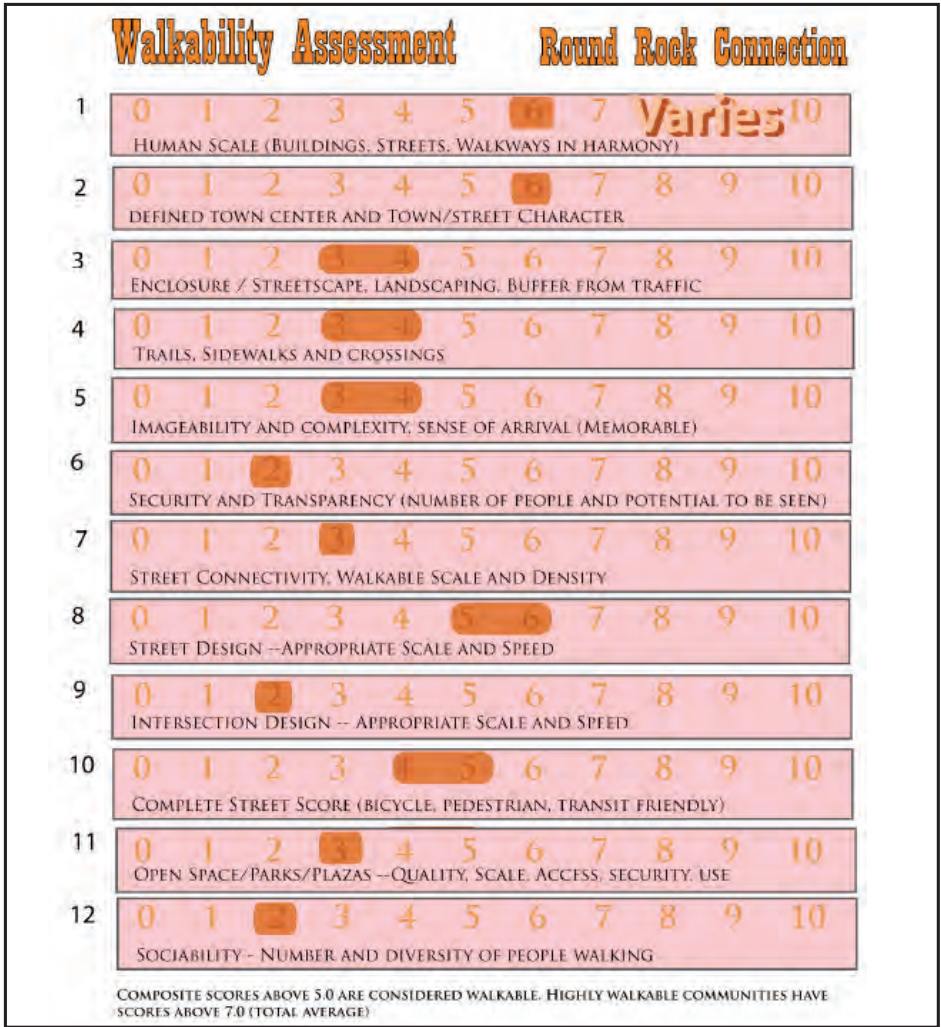 Walkability Assessment Round Rock Connection
1 0 1 2 3 4 5 6 7 Varies 10
HUMAN SCALE (BUILDINGS, STREETS, WALKWAYS IN HARMONY)
2 0 1 2 3 4 5 6 7 8 9 10
DEFINED TOWN CENTER AND TOWN/STREET CHARACTER
3 0 1 2 3 4 5 6 7 8 9 10
ENCLOSURE / STREETSCAPE, LANDSCAPING, BUFFER FROM TRAFFIC
4 0 1 2 3 4 5 6 7 8 9 10
TRAILS, SIDEWALKS AND CROSSINGS
5 0 1 2 3 4 5 6 7 8 9 10
IMAGEABILITY AND COMPLEXITY, SENSE OF ARRIVAL (MEMORABLE)
6 0 1 2 3 4 5 6 7 8 9 10
SECURITY AND TRANSPARENCY (NUMBER OF PEOPLE AND POTENTIAL TO BE SEEN)
7 0 1 2 3 4 5 6 7 8 9 10
STREET CONNECTIVITY, WALKABLE SCALE AND DENSITY
8 0 1 2 3 4 5 6 7 8 9 10
STREET DESIGN --APPROPRIATE SCALE AND SPEED
9 0 1 2 3 4 5 6 7 8 9 10
INTERSECTION DESIGN -- APPROPRIATE SCALE AND SPEED
10 0 1 2 3 4 5 6 7 8 9 10
COMPLETE STREET SCORE (BICYCLE, PEDESTRIAN, TRANSIT FRIENDLY)
11 0 1 2 3 4 5 6 7 8 9 10
OPEN SPACE/PARKS/PLAZAS --QUALITY, SCALE, ACCESS, SECURITY, USE
12 0 1 2 3 4 5 6 7 8 9 10
SOCIABILITY - NUMBER AND DIVERSITY OF PEOPLE WALKING
COMPOSITE SCORES ABOVE 5.0 ARE CONSIDERED WALKABLE. HIGHLY WALKABLE COMMUNITIES HAVE
SCORES ABOVE 7.0 (TOTAL AVERAGE)